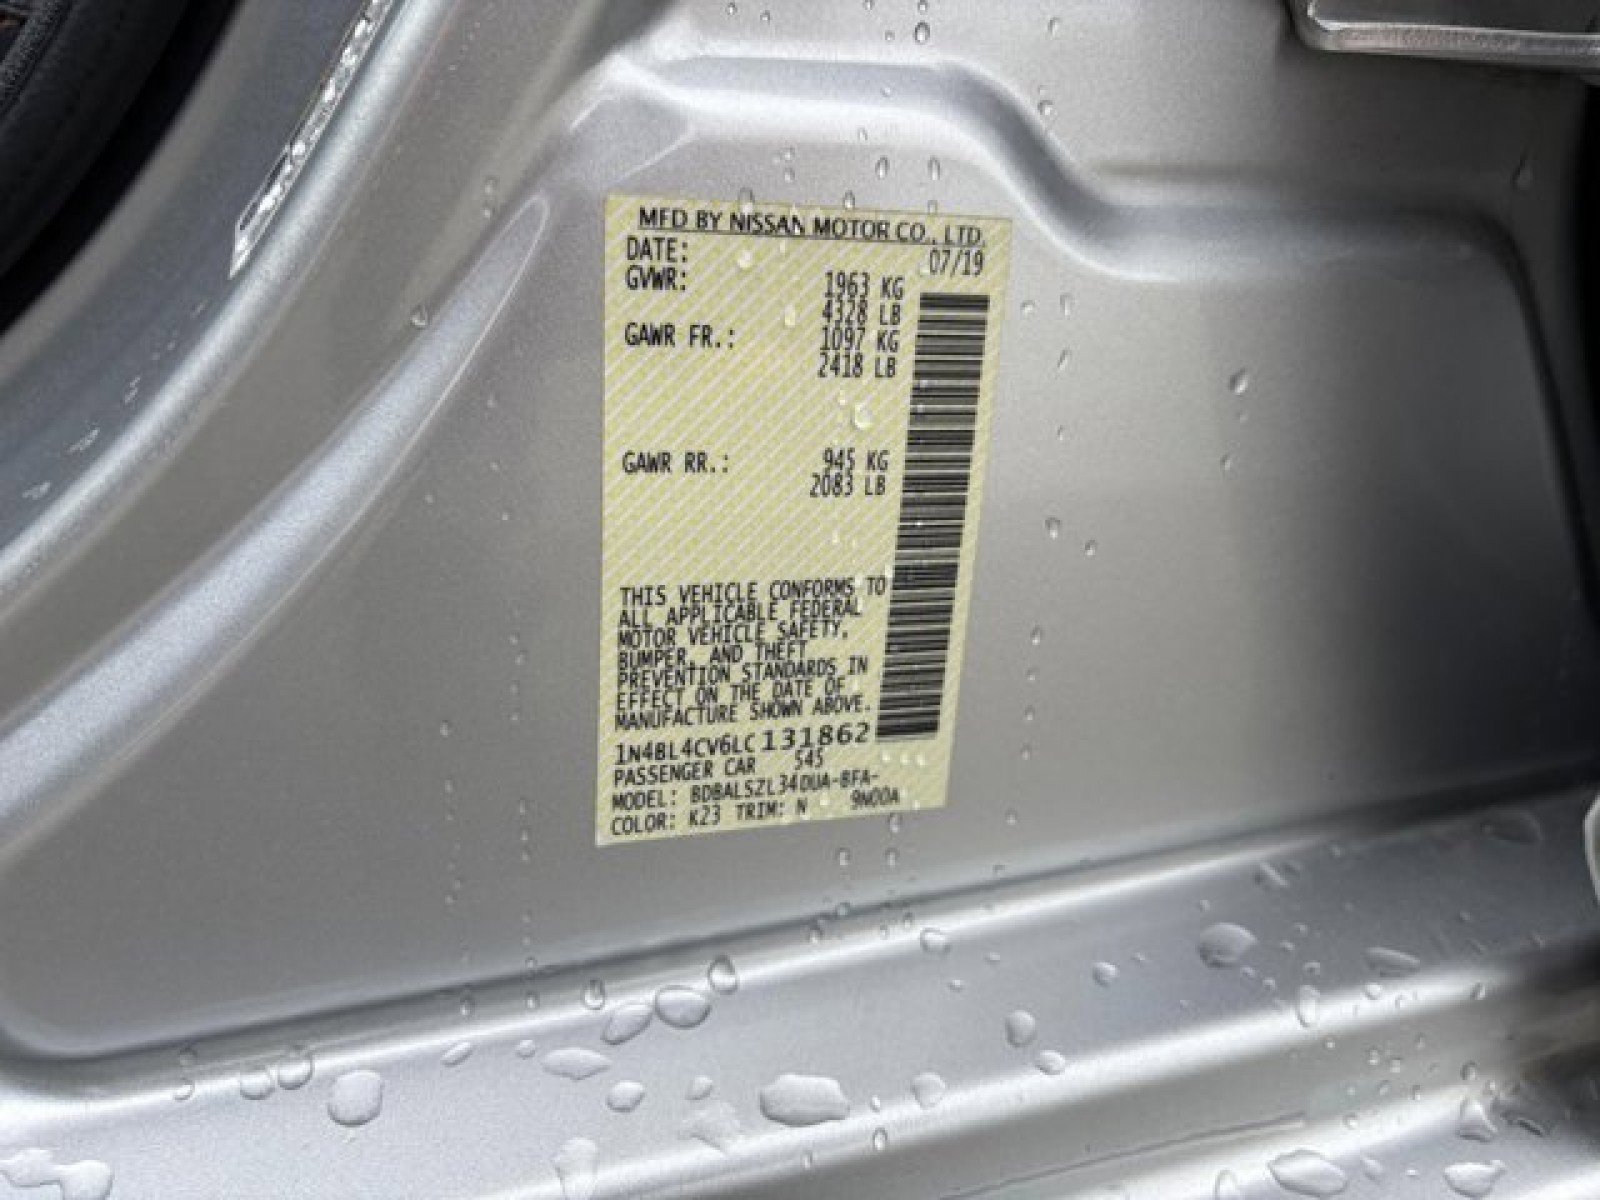 MFD BY NISSAN MOTOR CO., LTD.
DATE: 07/19
GVWR: 1963 KG
4328 LB
GAWR FR.: 1097 KG
2418 LB
GAWR RR.: 945 KG
2083 LB
THIS VEHICLE CONFORMS TO
ALL APPLICABLE FEDERAL
MOTOR VEHICLE SAFETY,
BUMPER, AND THEFT
PREVENTION STANDARDS IN
EFFECT ON THE DATE OF
MANUFACTURE SHOWN ABOVE.
1N4BL4CV6LC131862
PASSENGER CAR 545
MODEL: BDBALSZL34DUA-BFA-
COLOR: K23 TRIM: N 9N00A